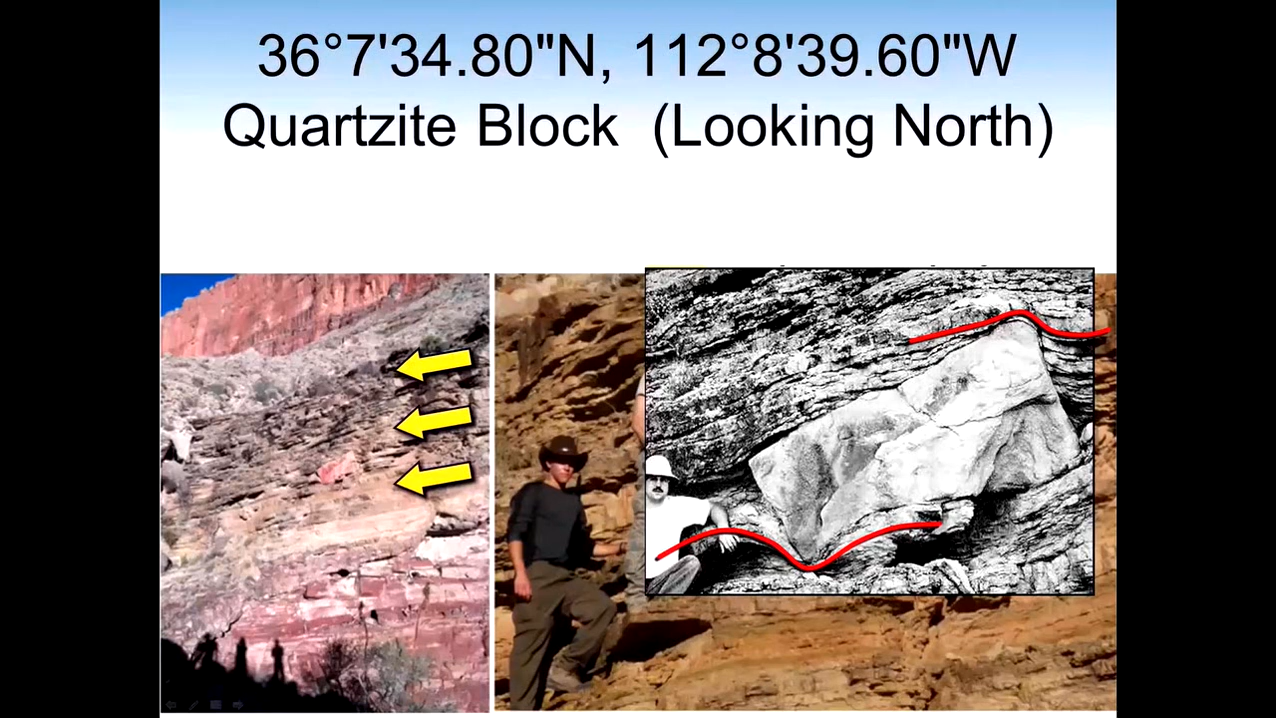 36°7'34.80"N, 112°8'39.60"W
Quartzite Block (Looking North)